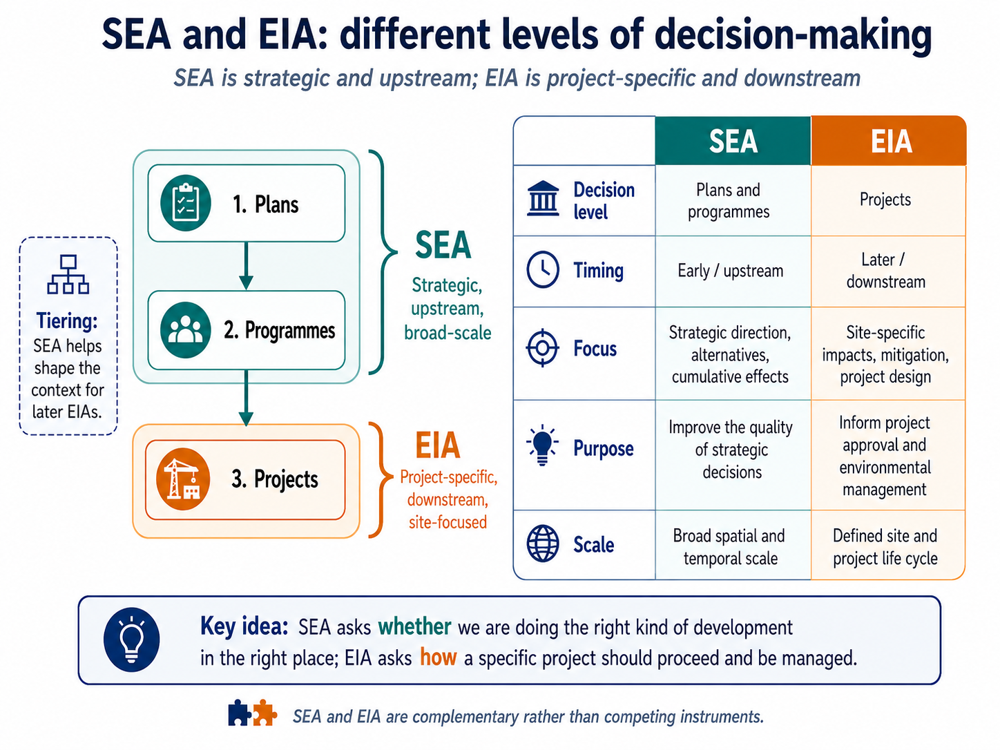 SEA and EIA: different levels of decision-making
SEA is strategic and upstream; EIA is project-specific and downstream
Tiering:
SEA helps
shape the
context for
later EIAs.
1. Plans
2. Programmes
3. Projects
SEA
Strategic,
upstream,
broad-scale
EIA
Project-specific,
downstream,
site-focused
SEA
EIA
Decision
level
Plans and
programmes
Projects
Timing
Early / upstream
Later /
downstream
Focus
Strategic direction,
alternatives,
cumulative effects
Site-specific
impacts, mitigation,
project design
Purpose
Improve the quality
of strategic
decisions
Inform project
approval and
environmental
management
Scale
Broad spatial and
temporal scale
Defined site and
project life cycle
Key idea: SEA asks whether we are doing the right kind of development
in the right place; EIA asks how a specific project should proceed and be managed.
SEA and EIA are complementary rather than competing instruments.